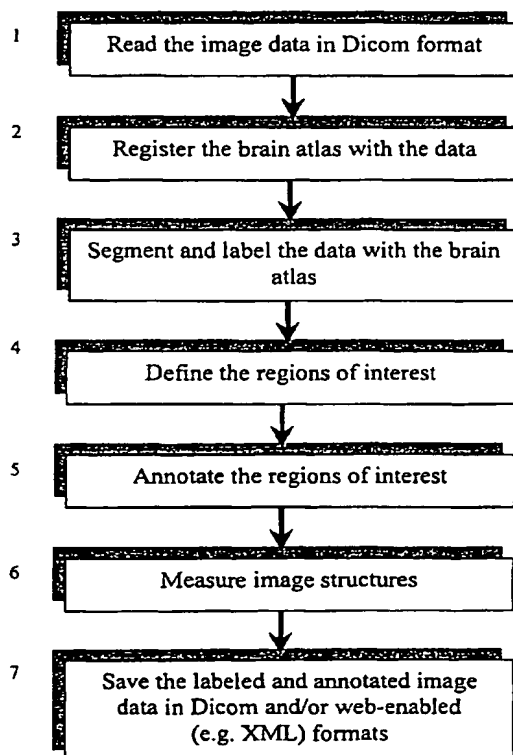 1
Read the image data in Dicom format
2
Register the brain atlas with the data
3
Segment and label the data with the brain
atlas
4
Define the regions of interest
5
Annotate the regions of interest
6
Measure image structures
7
Save the labeled and annotated image
data in Dicom and/or web-enabled
(e.g. XML) formats